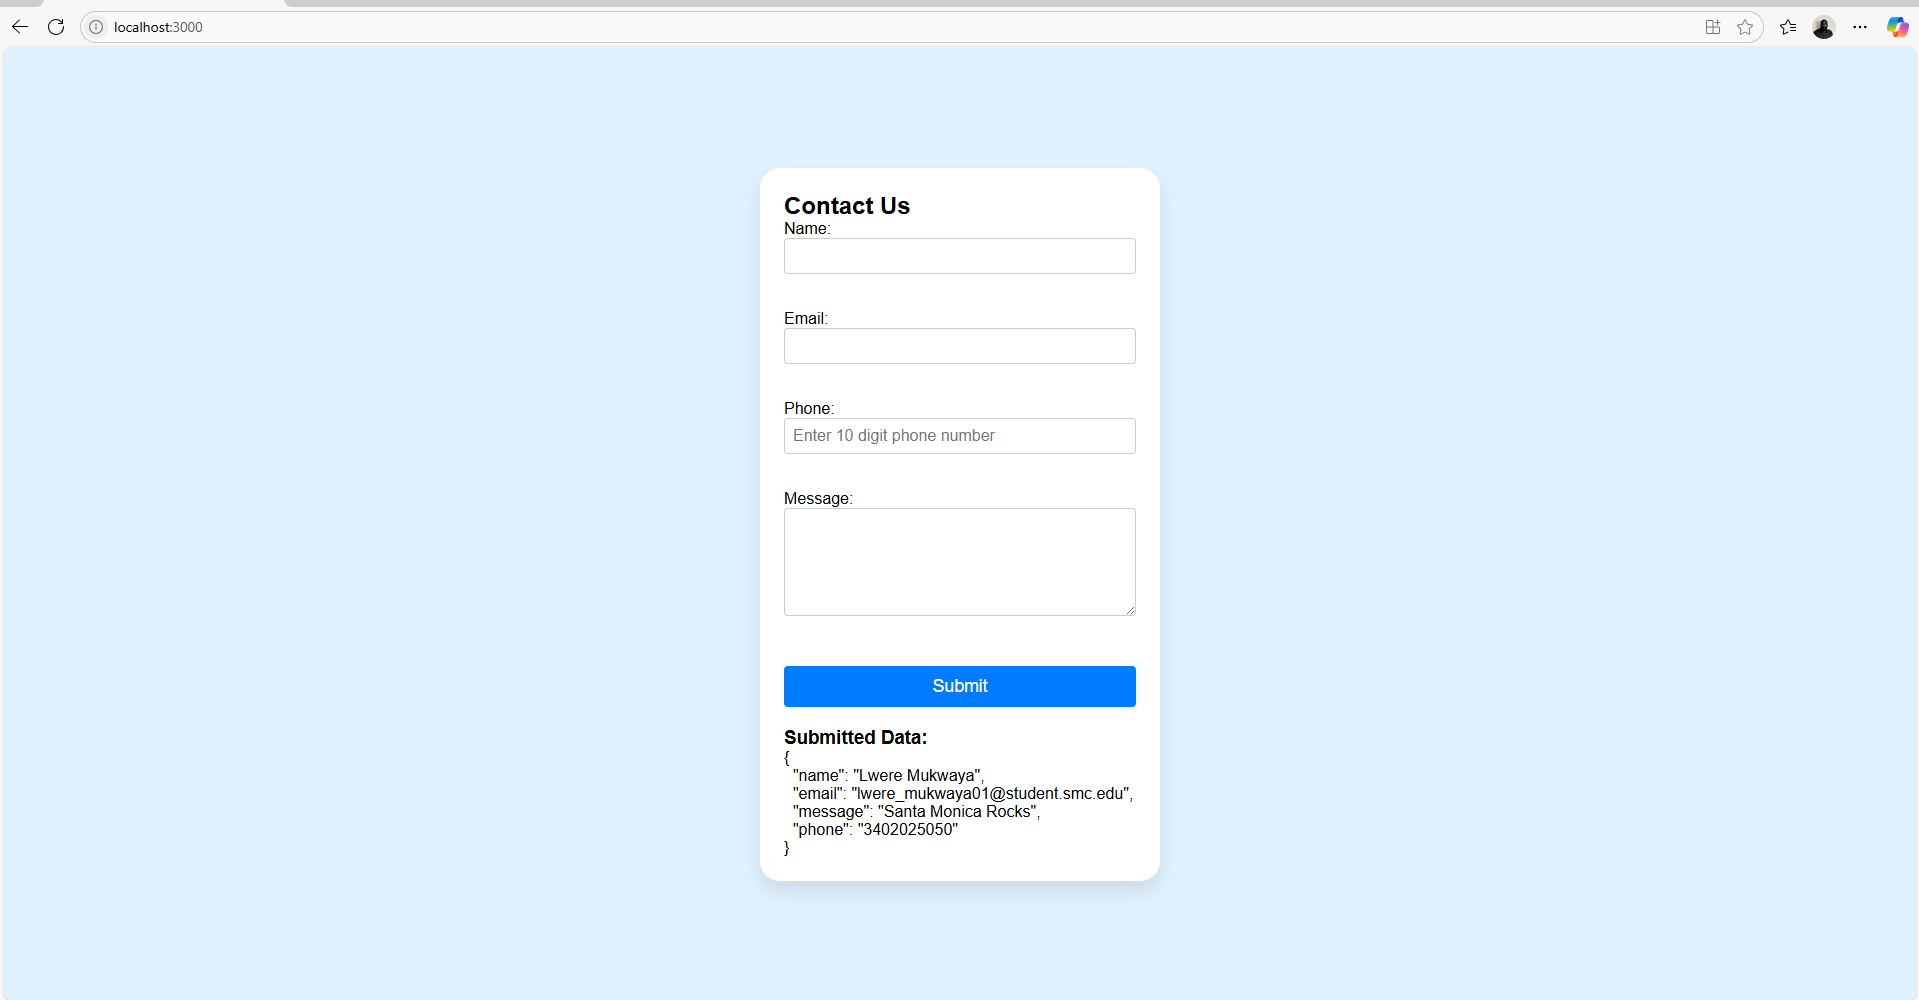 localhost:3000
Contact Us
Name:
Email:
Phone:
Enter 10 digit phone number
Message:
Submit
Submitted Data:
{
  "name": "Lwere Mukwaya",
  "email": "lwere_mukwaya01@student.smc.edu",
  "message": "Santa Monica Rocks",
  "phone": "3402025050"
}